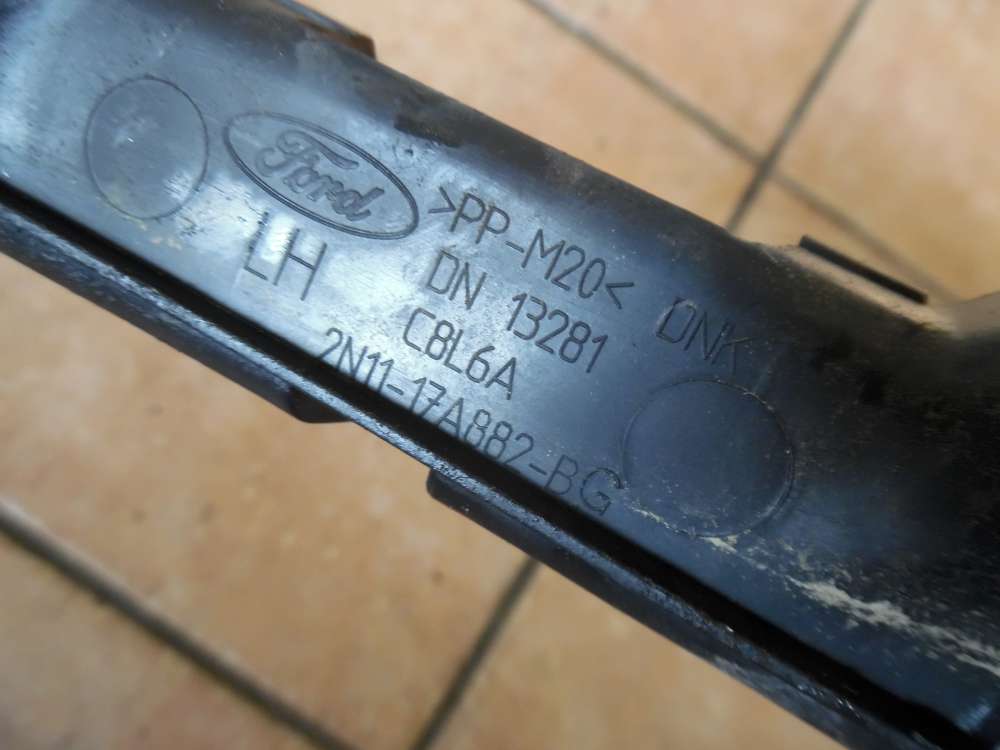 Ford
LH
>PP-M20<
DNK
DN 13281
C8L6A
2N11-17A882-BG